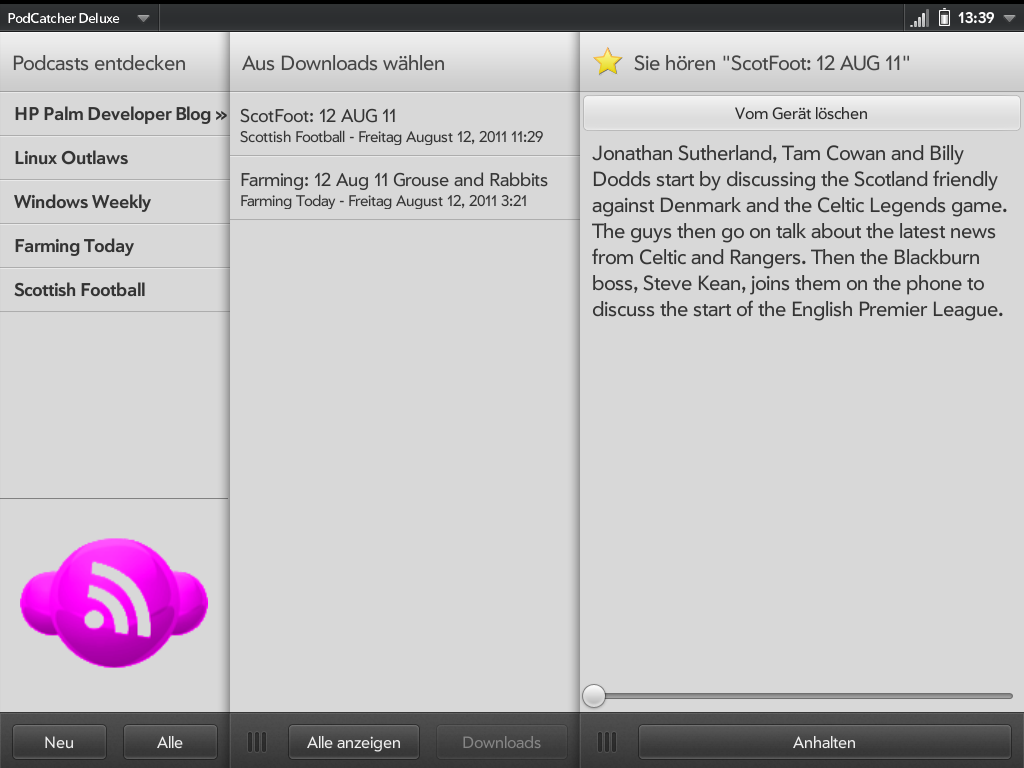 PodCatcher Deluxe
13:39
Podcasts entdecken
HP Palm Developer Blog »
Linux Outlaws
Windows Weekly
Farming Today
Scottish Football
Neu
Alle
Aus Downloads wählen
ScotFoot: 12 AUG 11
Scottish Football - Freitag August 12, 2011 11:29
Farming: 12 Aug 11 Grouse and Rabbits
Farming Today - Freitag August 12, 2011 3:21
Alle anzeigen
Downloads
Sie hören "ScotFoot: 12 AUG 11"
Vom Gerät löschen
Jonathan Sutherland, Tam Cowan and Billy
Dodds start by discussing the Scotland friendly
against Denmark and the Celtic Legends game.
The guys then go on talk about the latest news
from Celtic and Rangers. Then the Blackburn
boss, Steve Kean, joins them on the phone to
discuss the start of the English Premier League.
Anhalten